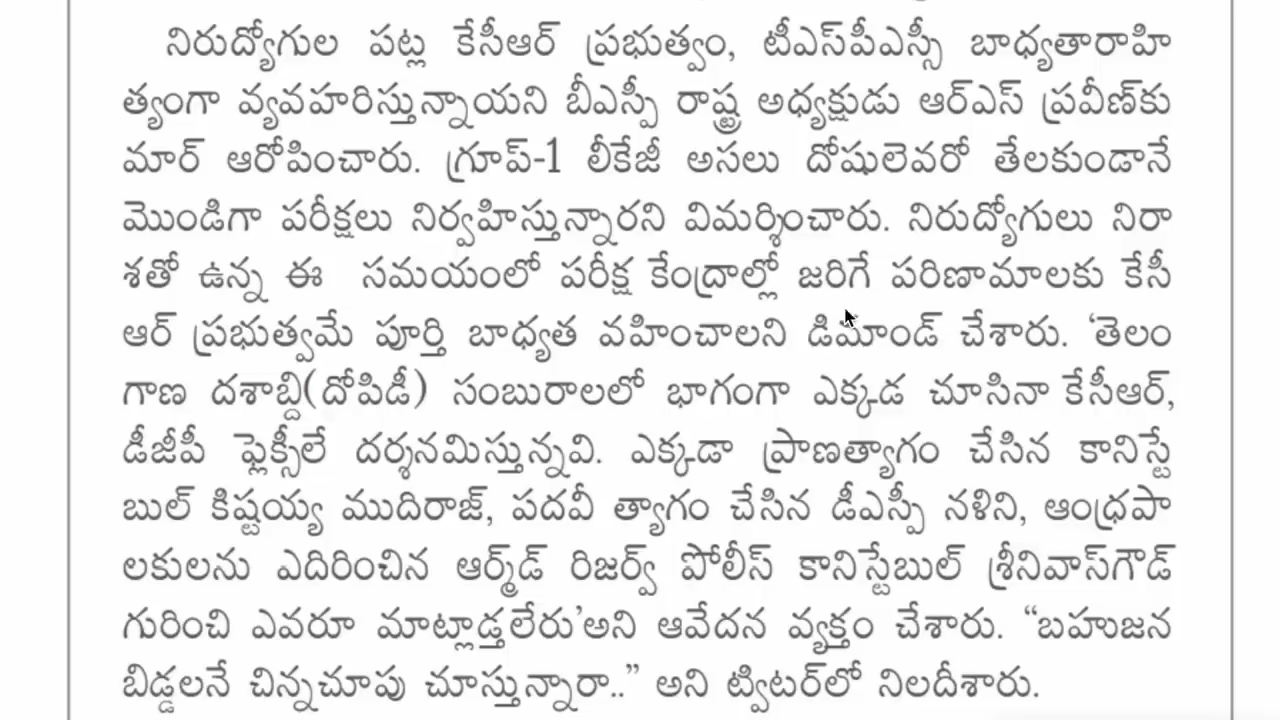 నిరుద్యోగుల పట్ల కేసీఆర్ ప్రభుత్వం, టీఎస్‌పీఎస్సీ బాధ్యతారాహి
త్యంగా వ్యవహరిస్తున్నాయని బీఎస్పీ రాష్ట్ర అధ్యక్షుడు ఆర్ఎస్ ప్రవీణ్‌కు
మార్ ఆరోపించారు. గ్రూప్-1 లీకేజీ అసలు దోషులెవరో తేలకుండానే
మొండిగా పరీక్షలు నిర్వహిస్తున్నారని విమర్శించారు. నిరుద్యోగులు నిరా
శతో ఉన్న ఈ సమయంలో పరీక్ష కేంద్రాల్లో జరిగే పరిణామాలకు కేసీ
ఆర్ ప్రభుత్వమే పూర్తి బాధ్యత వహించాలని డిమాండ్ చేశారు. ‘తెలం
గాణ దశాబ్ది(దోపిడీ) సంబురాలలో భాగంగా ఎక్కడ చూసినా కేసీఆర్,
డీజీపీ ఫ్లెక్సీలే దర్శనమిస్తున్నవి. ఎక్కడా ప్రాణత్యాగం చేసిన కానిస్టే
బుల్ కిష్టయ్య ముదిరాజ్, పదవీ త్యాగం చేసిన డీఎస్పీ నళిని, ఆంధ్రపా
లకులను ఎదిరించిన ఆర్మ్‌డ్ రిజర్వ్ పోలీస్ కానిస్టేబుల్ శ్రీనివాస్‌గౌడ్
గురించి ఎవరూ మాట్లాడ్తలేరు’అని ఆవేదన వ్యక్తం చేశారు. “బహుజన
బిడ్డలనే చిన్నచూపు చూస్తున్నారా..” అని ట్విటర్‌లో నిలదీశారు.